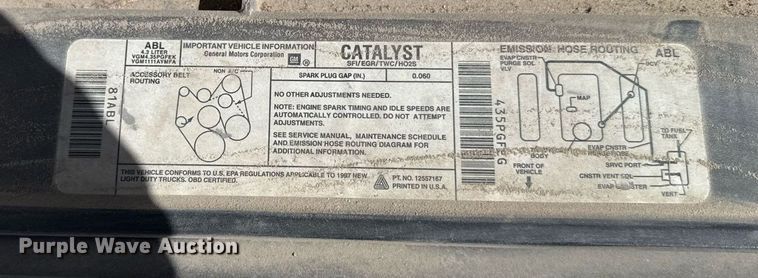 ABL
4.3 LITER
VGM4.35PGFEK
VGM1111AYMFA
ACCESSORY BELT
ROUTING
NON A/C
8TABL
IMPORTANT VEHICLE INFORMATION
General Motors Corporation
GM
CATALYST
SFI/EGR/TWC/HO2S
SPARK PLUG GAP (IN.) 0.060
NO OTHER ADJUSTMENTS NEEDED.
NOTE: ENGINE SPARK TIMING AND IDLE SPEEDS ARE
AUTOMATICALLY CONTROLLED. DO NOT ATTEMPT
ADJUSTMENTS.
SEE SERVICE MANUAL, MAINTENANCE SCHEDULE
AND EMISSION HOSE ROUTING DIAGRAM FOR
ADDITIONAL INFORMATION.
THIS VEHICLE CONFORMS TO U.S. EPA REGULATIONS APPLICABLE TO 1997 NEW
LIGHT DUTY TRUCKS. OBD CERTIFIED.
PT. NO. 12557167
PRINTED IN U.S.A.
EMISSION HOSE ROUTING
ABL
EVAP CNSTR
PURGE SOL
VLV
PCV
MAP
BODY
EVAP CNSTR
FRONT OF
VEHICLE
TO FUEL
TANK
SRVC PORT
CNSTR VENT SOL
EVAP CANISTER
VENT
Purple Wave Auction